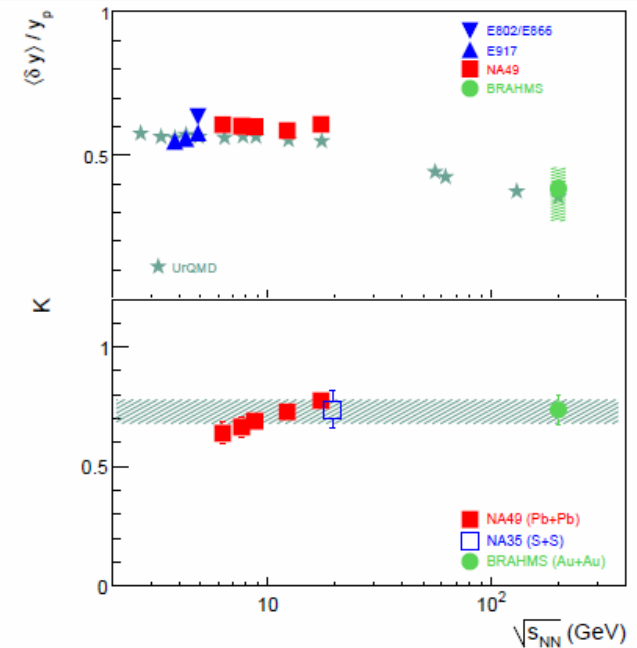 ⟨δ y⟩ / y_p
1
0.5
E802/E866
E917
NA49
BRAHMS
UrQMD
K
1
0.5
0
NA49 (Pb+Pb)
NA35 (S+S)
BRAHMS (Au+Au)
10
10²
√s_NN (GeV)